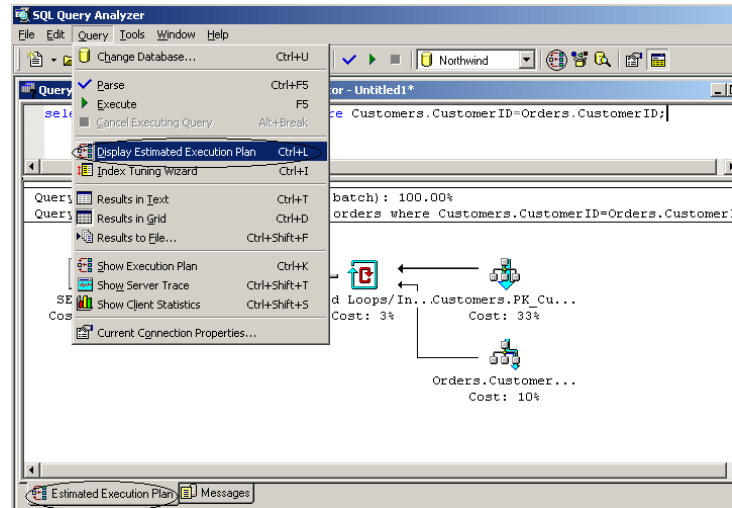 SQL Query Analyzer
File Edit Query Tools Window Help
Northwind
Change Database... Ctrl+U
Parse Ctrl+F5
Execute F5
Cancel Executing Query Alt+Break
Display Estimated Execution Plan Ctrl+L
Index Tuning Wizard Ctrl+I
Results in Text Ctrl+T
Results in Grid Ctrl+D
Results to File... Ctrl+Shift+F
Show Execution Plan Ctrl+K
Show Server Trace Ctrl+Shift+T
Show Client Statistics Ctrl+Shift+S
Current Connection Properties...
Query or - Untitled1*
sele re Customers.CustomerID=Orders.CustomerID;
Query batch): 100.00%
Query orders where Customers.CustomerID=Orders.Customer
SE d Loops/In... Customers.PK_Cu...
Cos Cost: 3% Cost: 33%
Orders.Customer...
Cost: 10%
Estimated Execution Plan Messages